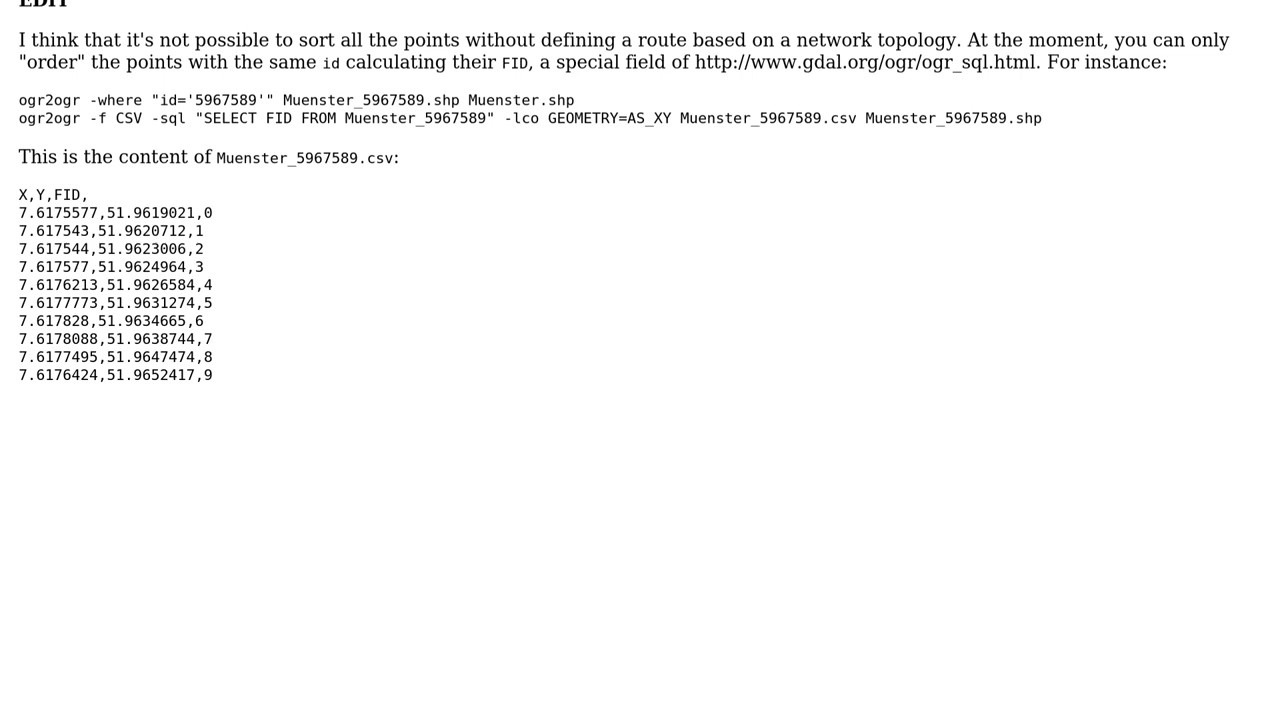 EDIT
I think that it's not possible to sort all the points without defining a route based on a network topology. At the moment, you can only
"order" the points with the same id calculating their FID, a special field of http://www.gdal.org/ogr/ogr_sql.html. For instance:
ogr2ogr -where "id='5967589'" Muenster_5967589.shp Muenster.shp
ogr2ogr -f CSV -sql "SELECT FID FROM Muenster_5967589" -lco GEOMETRY=AS_XY Muenster_5967589.csv Muenster_5967589.shp
This is the content of Muenster_5967589.csv:
X,Y,FID,
7.6175577,51.9619021,0
7.617543,51.9620712,1
7.617544,51.9623006,2
7.617577,51.9624964,3
7.6176213,51.9626584,4
7.6177773,51.9631274,5
7.617828,51.9634665,6
7.6178088,51.9638744,7
7.6177495,51.9647474,8
7.6176424,51.9652417,9